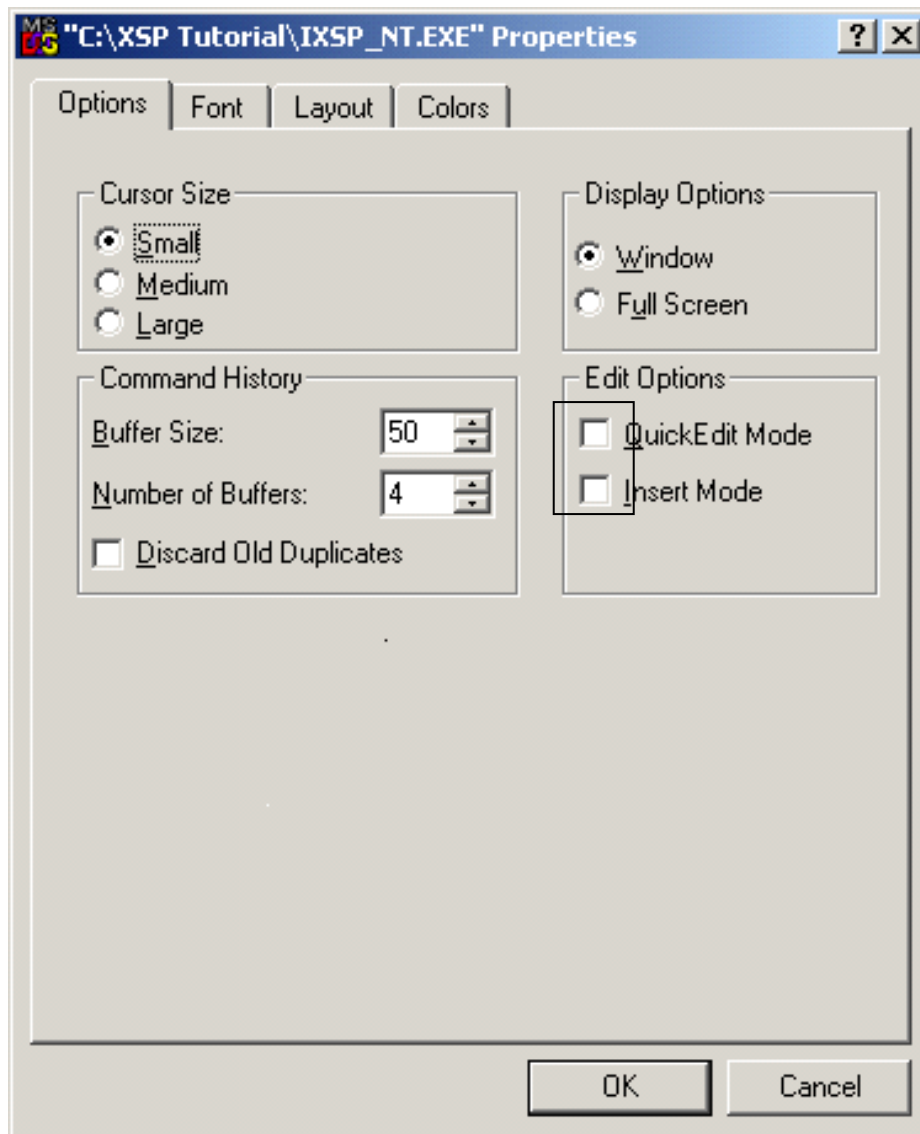 MS DOS "C:\XSP Tutorial\IXSP_NT.EXE" Properties ? X
Options Font Layout Colors
Cursor Size
Small
Medium
Large
Display Options
Window
Full Screen
Command History
Buffer Size: 50
Number of Buffers: 4
Discard Old Duplicates
Edit Options
QuickEdit Mode
Insert Mode
OK Cancel